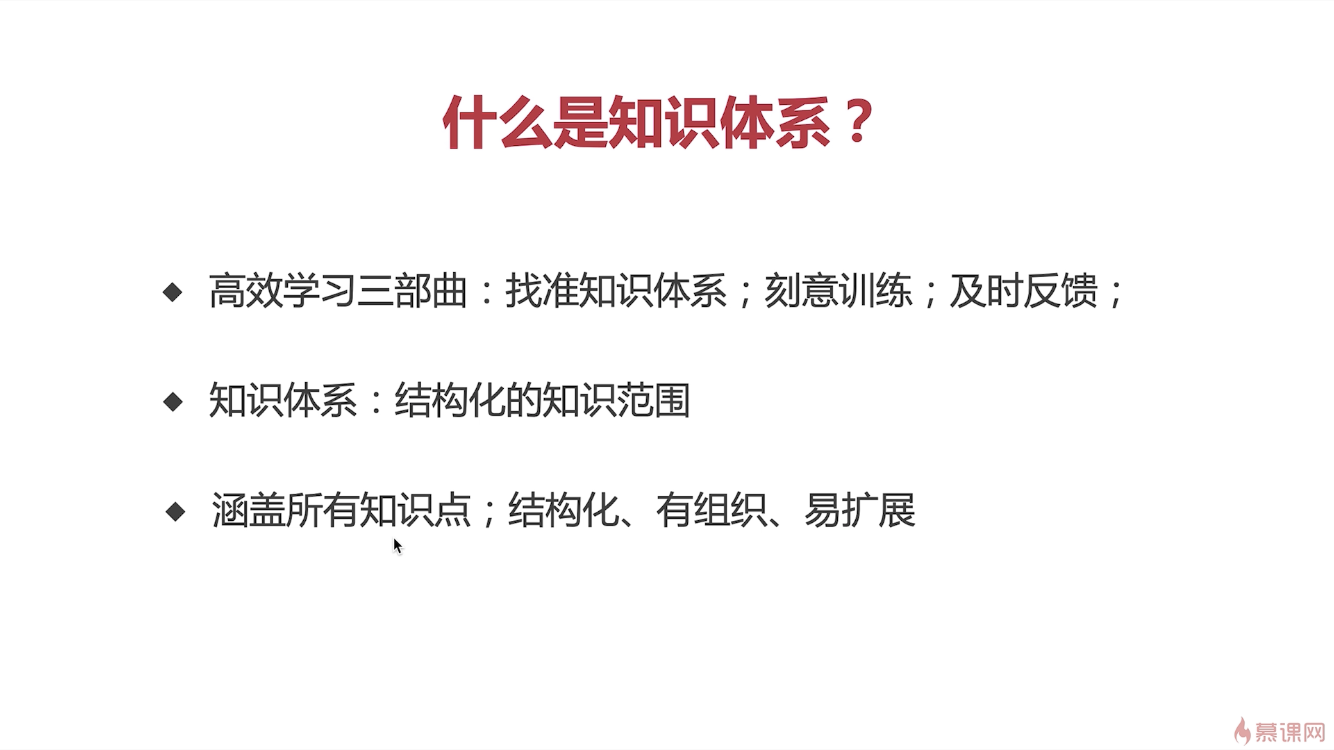 什么是知识体系？
高效学习三部曲：找准知识体系；刻意训练；及时反馈；
知识体系：结构化的知识范围
涵盖所有知识点；结构化、有组织、易扩展
慕课网